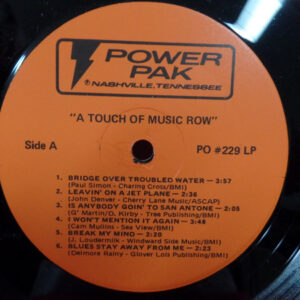 POWER
PAK
® NASHVILLE, TENNESSEE
"A TOUCH OF MUSIC ROW"
Side A
PO #229 LP
1. BRIDGE OVER TROUBLED WATER — 3:57
(Paul Simon - Charing Cross/BMI)
2. LEAVIN' ON A JET PLANE — 2:36
(John Denver - Cherry Lane Music/ASCAP)
3. IS ANYBODY GOIN' TO SAN ANTONE — 2:05
(G' Martin/D. Kirby - Tree Publishing/BMI)
4. I WON'T MENTION IT AGAIN — 3:48
(Cam Mullins - Sea View/BMI)
5. BREAK MY MIND — 2:20
(J. Loudermilk - Windward Side Music/BMI)
6. BLUES STAY AWAY FROM ME — 2:23
(Delmore Rainy - Glover Lois Publishing/BMI)